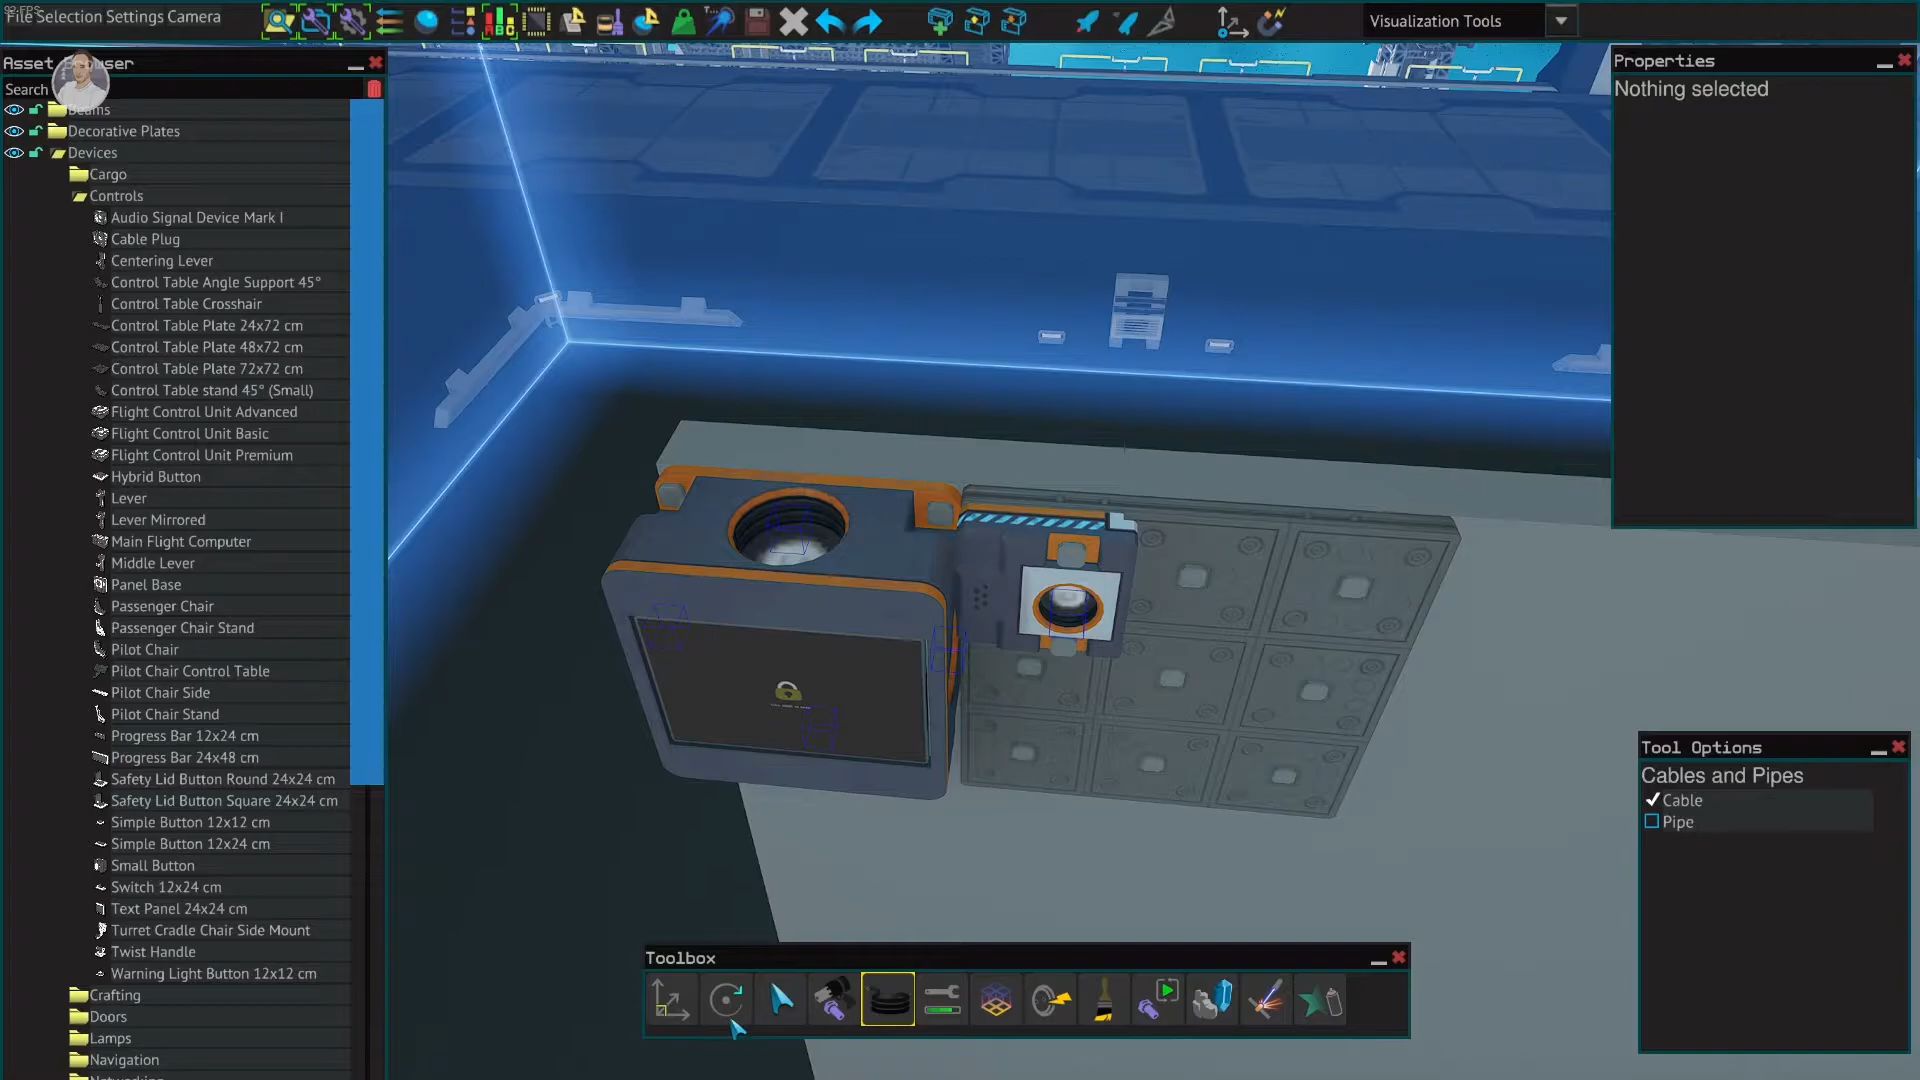 92 FPS
File Selection Settings Camera
Visualization Tools
Asset Browser
Search
Beams
Decorative Plates
Devices
Cargo
Controls
Audio Signal Device Mark I
Cable Plug
Centering Lever
Control Table Angle Support 45°
Control Table Crosshair
Control Table Plate 24x72 cm
Control Table Plate 48x72 cm
Control Table Plate 72x72 cm
Control Table stand 45° (Small)
Flight Control Unit Advanced
Flight Control Unit Basic
Flight Control Unit Premium
Hybrid Button
Lever
Lever Mirrored
Main Flight Computer
Middle Lever
Panel Base
Passenger Chair
Passenger Chair Stand
Pilot Chair
Pilot Chair Control Table
Pilot Chair Side
Pilot Chair Stand
Progress Bar 12x24 cm
Progress Bar 24x48 cm
Safety Lid Button Round 24x24 cm
Safety Lid Button Square 24x24 cm
Simple Button 12x12 cm
Simple Button 12x24 cm
Small Button
Switch 12x24 cm
Text Panel 24x24 cm
Turret Cradle Chair Side Mount
Twist Handle
Warning Light Button 12x12 cm
Crafting
Doors
Lamps
Navigation
Properties
Nothing selected
Tool Options
Cables and Pipes
Cable
Pipe
Toolbox